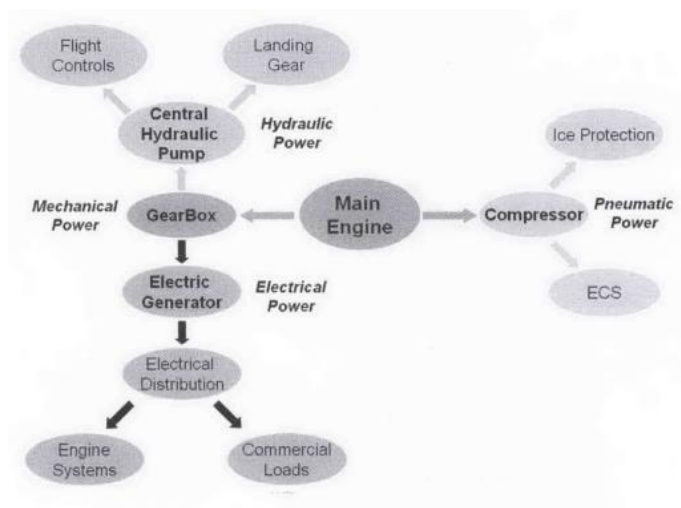 Flight
Controls
Landing
Gear
Central
Hydraulic
Pump
Hydraulic
Power
Ice Protection
Mechanical
Power
GearBox
Main
Engine
Compressor
Pneumatic
Power
Electric
Generator
Electrical
Power
ECS
Electrical
Distribution
Engine
Systems
Commercial
Loads